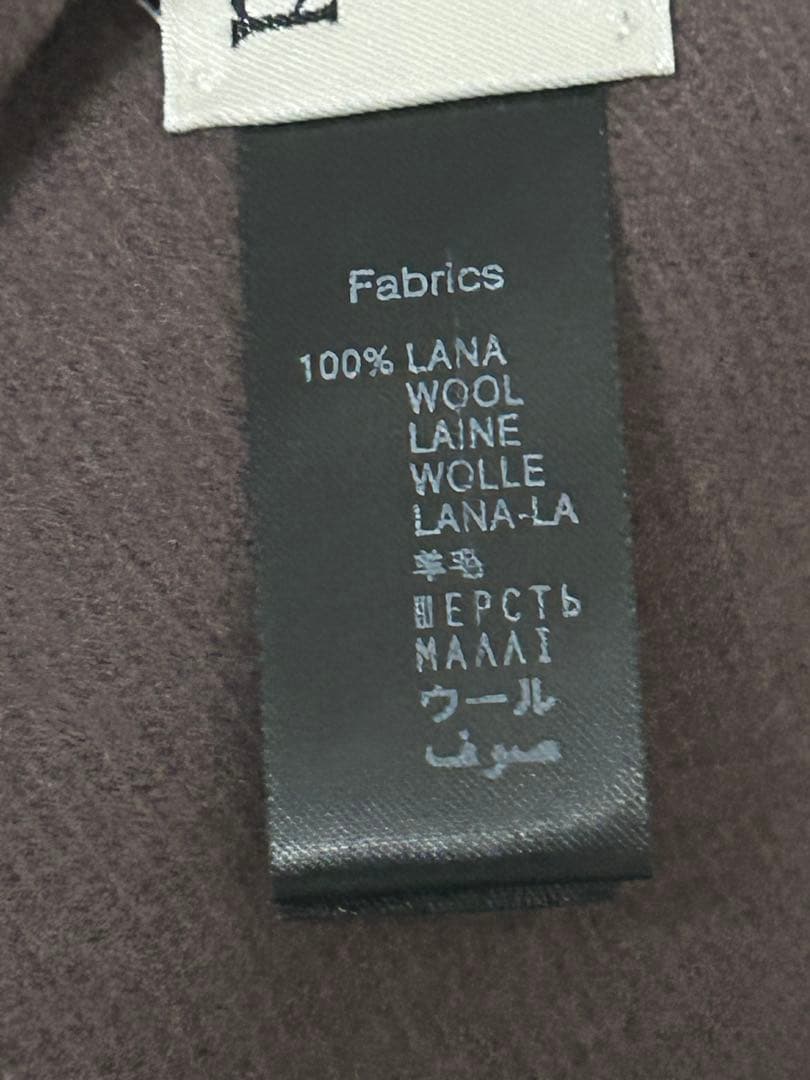 Fabrics
100% LANA
WOOL
LAINE
WOLLE
LANA-LA
羊毛
ШЕРСТЬ
ΜΑΛΛΙ
ウール
صوف